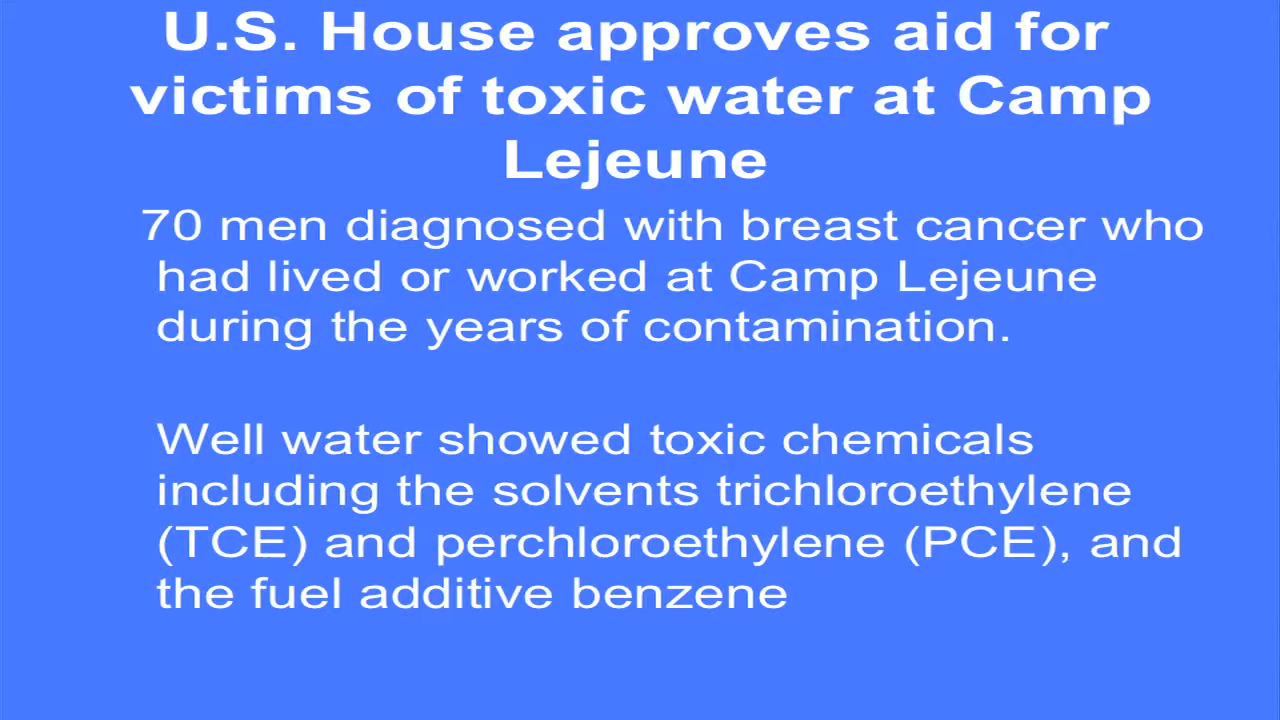 U.S. House approves aid for
victims of toxic water at Camp
Lejeune
70 men diagnosed with breast cancer who
had lived or worked at Camp Lejeune
during the years of contamination.
Well water showed toxic chemicals
including the solvents trichloroethylene
(TCE) and perchloroethylene (PCE), and
the fuel additive benzene